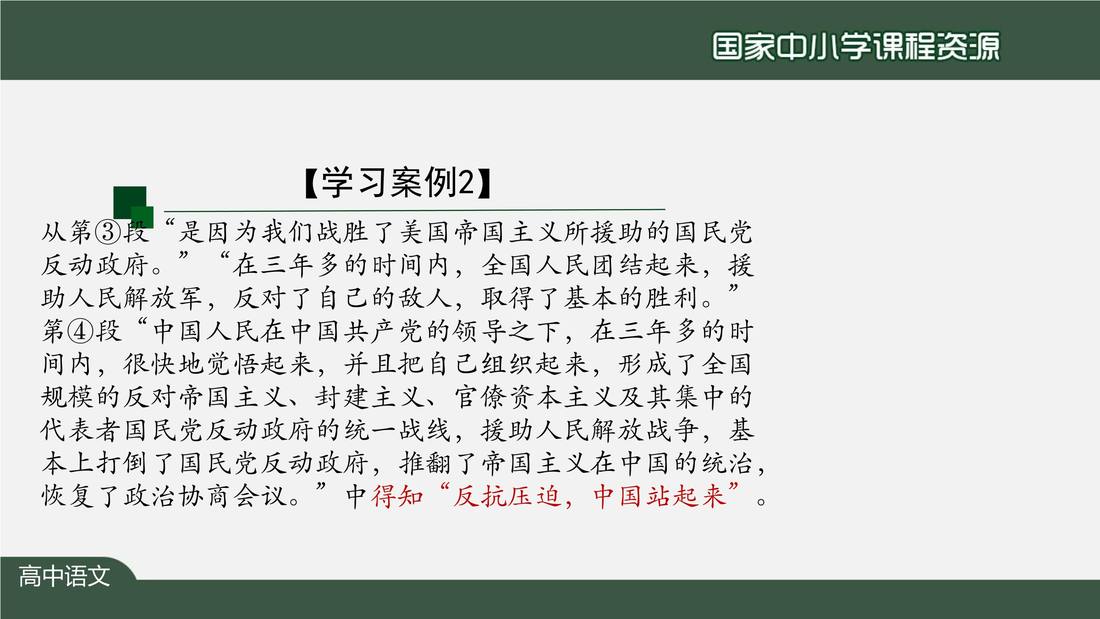 国家中小学课程资源
【学习案例2】
从第③段“是因为我们战胜了美国帝国主义所援助的国民党
反动政府。”“在三年多的时间内，全国人民团结起来，援
助人民解放军，反对了自己的敌人，取得了基本的胜利。”
第④段“中国人民在中国共产党的领导之下，在三年多的时
间内，很快地觉悟起来，并且把自己组织起来，形成了全国
规模的反对帝国主义、封建主义、官僚资本主义及其集中的
代表者国民党反动政府的统一战线，援助人民解放战争，基
本上打倒了国民党反动政府，推翻了帝国主义在中国的统治，
恢复了政治协商会议。”中得知“反抗压迫，中国站起来”。
高中语文